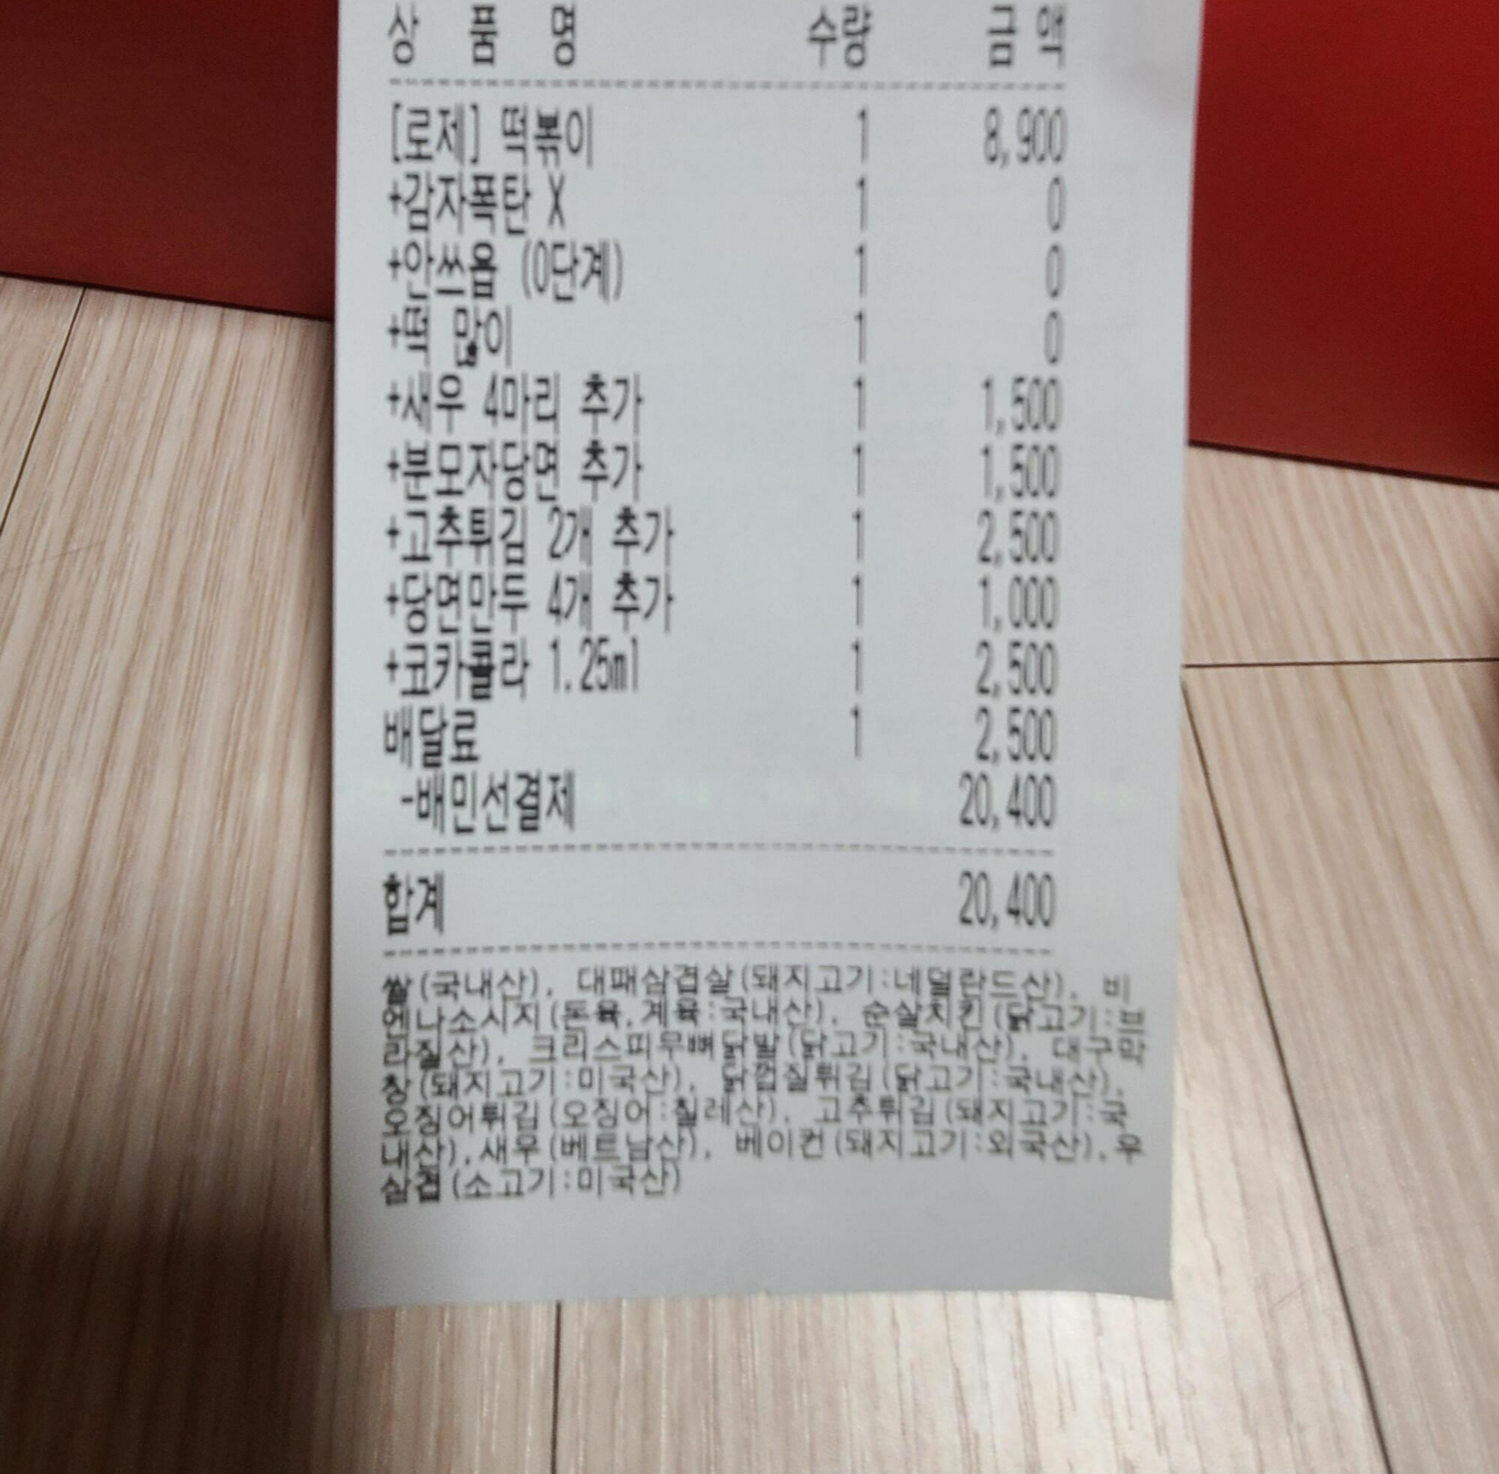 상 품 명 수량 금액
[로제] 떡볶이 1 8,900
+감자폭탄 X 1 0
+안쓰욥 (0단계) 1 0
+떡 많이 1 0
+새우 4마리 추가 1 1,500
+분모자당면 추가 1 1,500
+고추튀김 2개 추가 1 2,500
+당면만두 4개 추가 1 1,000
+코카콜라 1.25ml 1 2,500
배달료 1 2,500
-배민선결제 20,400
합계 20,400
쌀(국내산), 대패삼겹살(돼지고기:네덜란드산), 비
엔나소시지(돈육,계육:국내산), 순살치킨(닭고기:브
라질산), 크리스피무뼈닭발(닭고기:국내산), 대구막
창(돼지고기:미국산), 닭껍질튀김(닭고기:국내산),
오징어튀김(오징어:칠레산), 고추튀김(돼지고기:국
내산),새우(베트남산), 베이컨(돼지고기:외국산),우
삼겹(소고기:미국산)